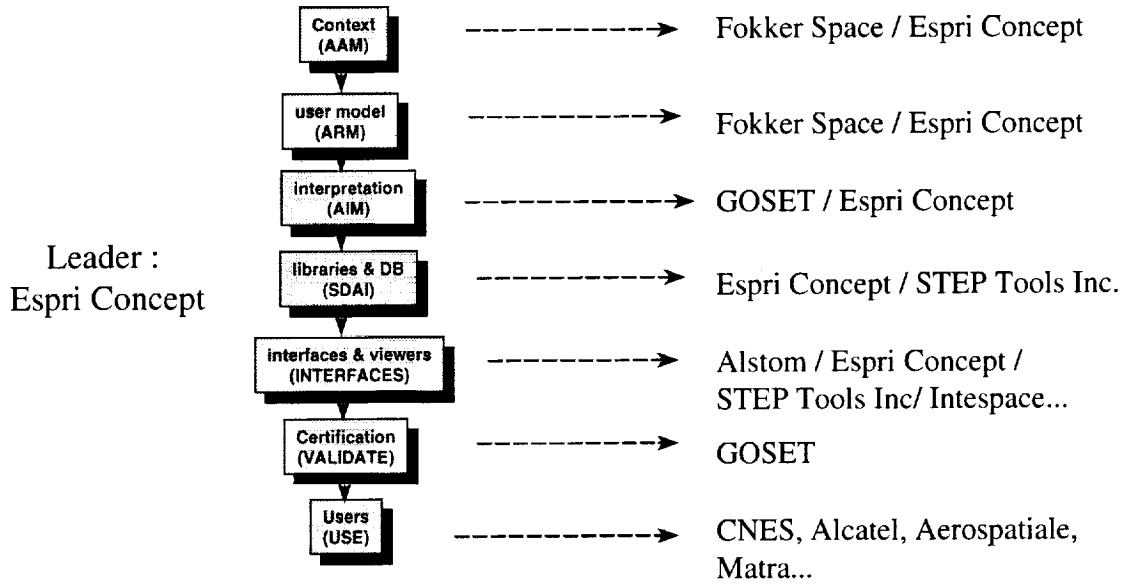 Context
(AAM)
Fokker Space / Espri Concept
user model
(ARM)
Fokker Space / Espri Concept
interpretation
(AIM)
GOSET / Espri Concept
Leader :
Espri Concept
libraries & DB
(SDAI)
Espri Concept / STEP Tools Inc.
interfaces & viewers
(INTERFACES)
Alstom / Espri Concept /
STEP Tools Inc/ Intespace...
Certification
(VALIDATE)
GOSET
Users
(USE)
CNES, Alcatel, Aerospatiale,
Matra...